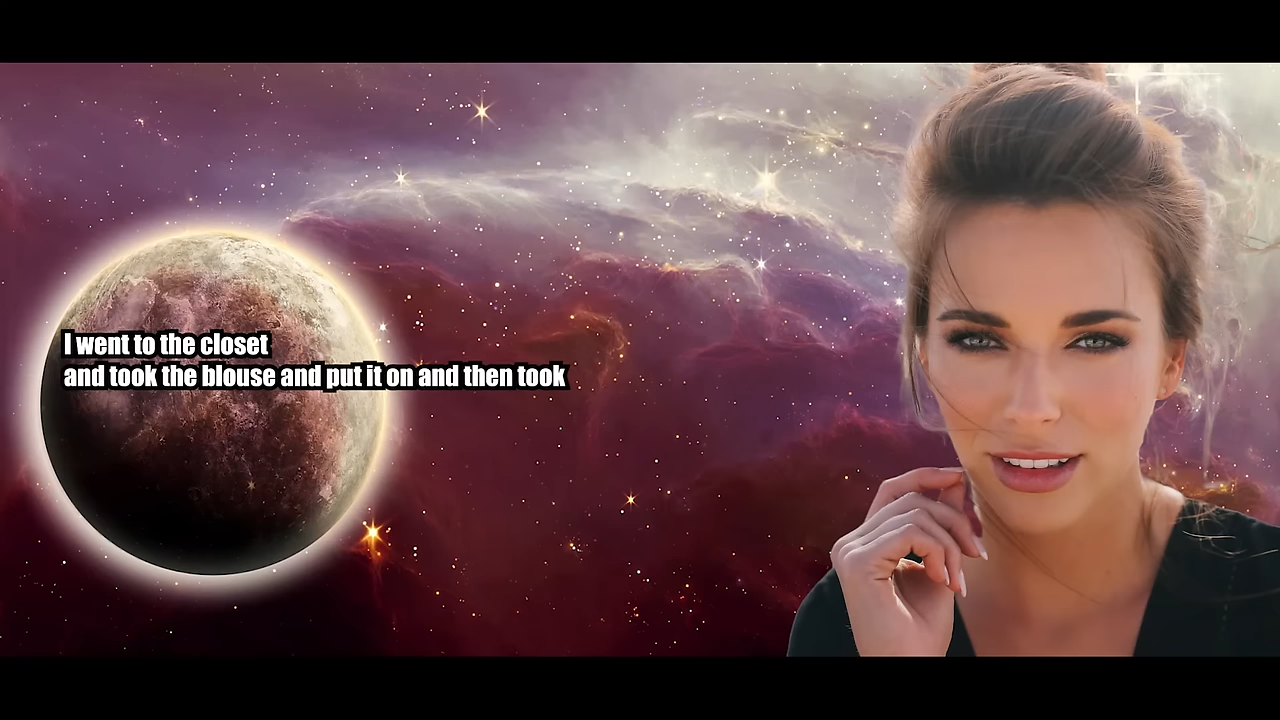 I went to the closet
and took the blouse and put it on and then took